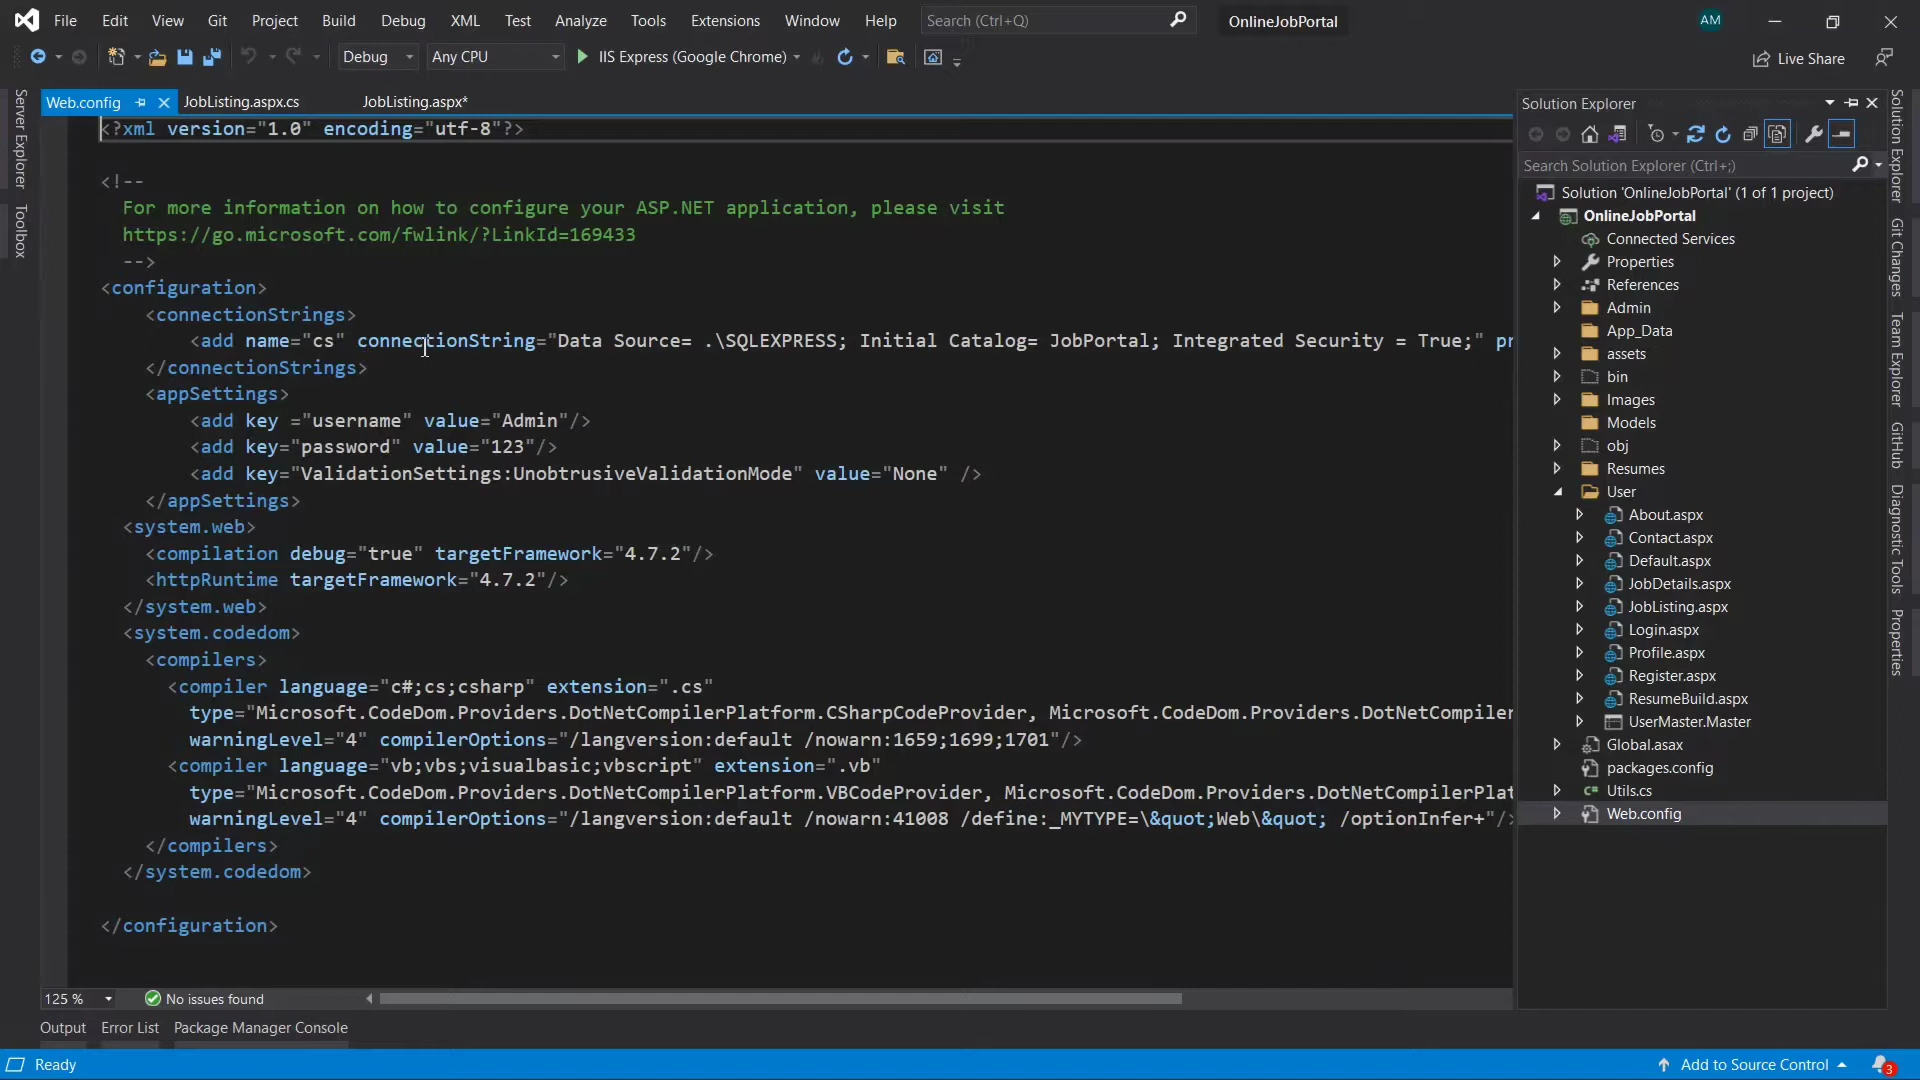 File Edit View Git Project Build Debug XML Test Analyze Tools Extensions Window Help Search (Ctrl+Q) OnlineJobPortal AM
Debug Any CPU IIS Express (Google Chrome) Live Share
Web.config JobListing.aspx.cs JobListing.aspx*
<?xml version="1.0" encoding="utf-8"?>
<!--
For more information on how to configure your ASP.NET application, please visit
https://go.microsoft.com/fwlink/?LinkId=169433
-->
<configuration>
<connectionStrings>
<add name="cs" connectionString="Data Source= .\SQLEXPRESS; Initial Catalog= JobPortal; Integrated Security = True;" pr
</connectionStrings>
<appSettings>
<add key ="username" value="Admin"/>
<add key="password" value="123"/>
<add key="ValidationSettings:UnobtrusiveValidationMode" value="None" />
</appSettings>
<system.web>
<compilation debug="true" targetFramework="4.7.2"/>
<httpRuntime targetFramework="4.7.2"/>
</system.web>
<system.codedom>
<compilers>
<compiler language="c#;cs;csharp" extension=".cs"
type="Microsoft.CodeDom.Providers.DotNetCompilerPlatform.CSharpCodeProvider, Microsoft.CodeDom.Providers.DotNetCompiler
warningLevel="4" compilerOptions="/langversion:default /nowarn:1659;1699;1701"/>
<compiler language="vb;vbs;visualbasic;vbscript" extension=".vb"
type="Microsoft.CodeDom.Providers.DotNetCompilerPlatform.VBCodeProvider, Microsoft.CodeDom.Providers.DotNetCompilerPlat
warningLevel="4" compilerOptions="/langversion:default /nowarn:41008 /define:_MYTYPE=\&quot;Web\&quot; /optionInfer+"/>
</compilers>
</system.codedom>
</configuration>
125 % No issues found
Output Error List Package Manager Console
Ready
Add to Source Control 3
Server Explorer
Toolbox
Solution Explorer
Search Solution Explorer (Ctrl+;)
Solution 'OnlineJobPortal' (1 of 1 project)
OnlineJobPortal
Connected Services
Properties
References
Admin
App_Data
assets
bin
Images
Models
obj
Resumes
User
About.aspx
Contact.aspx
Default.aspx
JobDetails.aspx
JobListing.aspx
Login.aspx
Profile.aspx
Register.aspx
ResumeBuild.aspx
UserMaster.Master
Global.asax
packages.config
Utils.cs
C#
Web.config
Solution Explorer
Git Changes
Team Explorer
GitHub
Diagnostic Tools
Properties